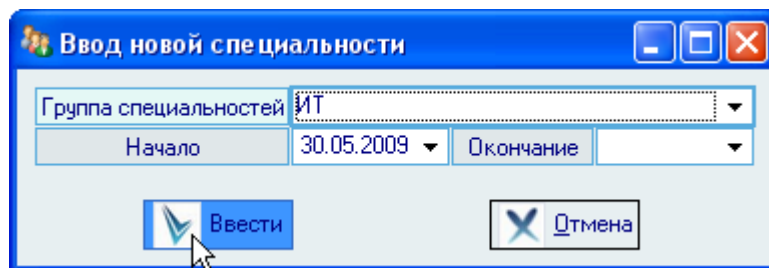 Ввод новой специальности
Группа специальностей ИТ
Начало 30.05.2009 Окончание
Ввести Отмена